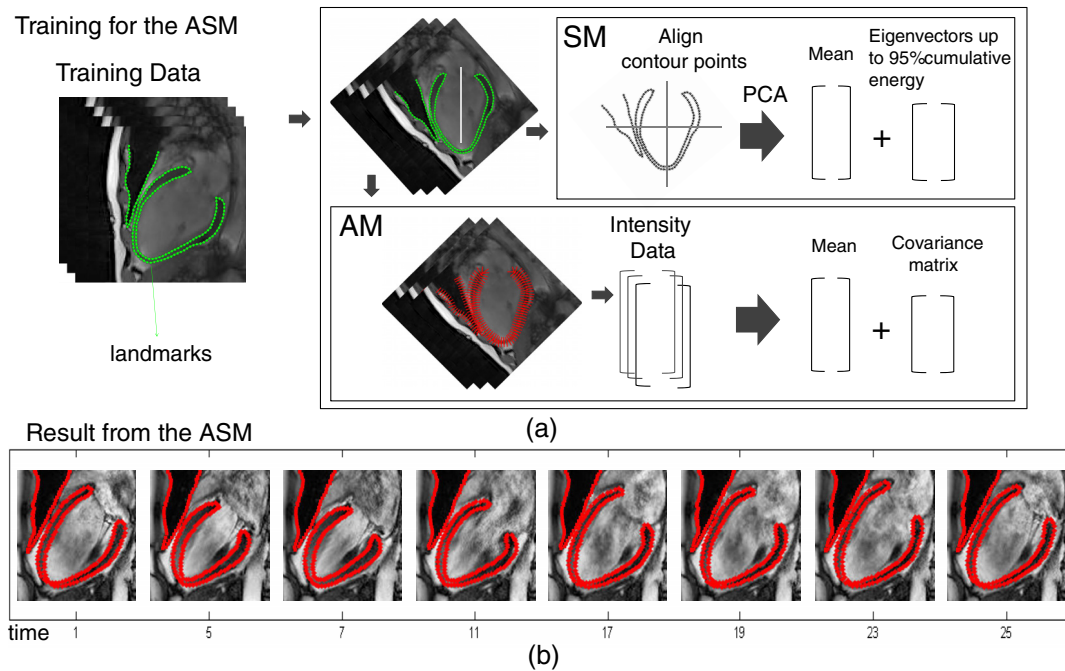 Training for the ASM
Training Data
landmarks
SM
Align
contour points
PCA
Mean
Eigenvectors up
to 95%cumulative
energy
+
AM
Intensity
Data
Mean
Covariance
matrix
+
(a)
Result from the ASM
time 1 5 7 11 17 19 23 25
(b)